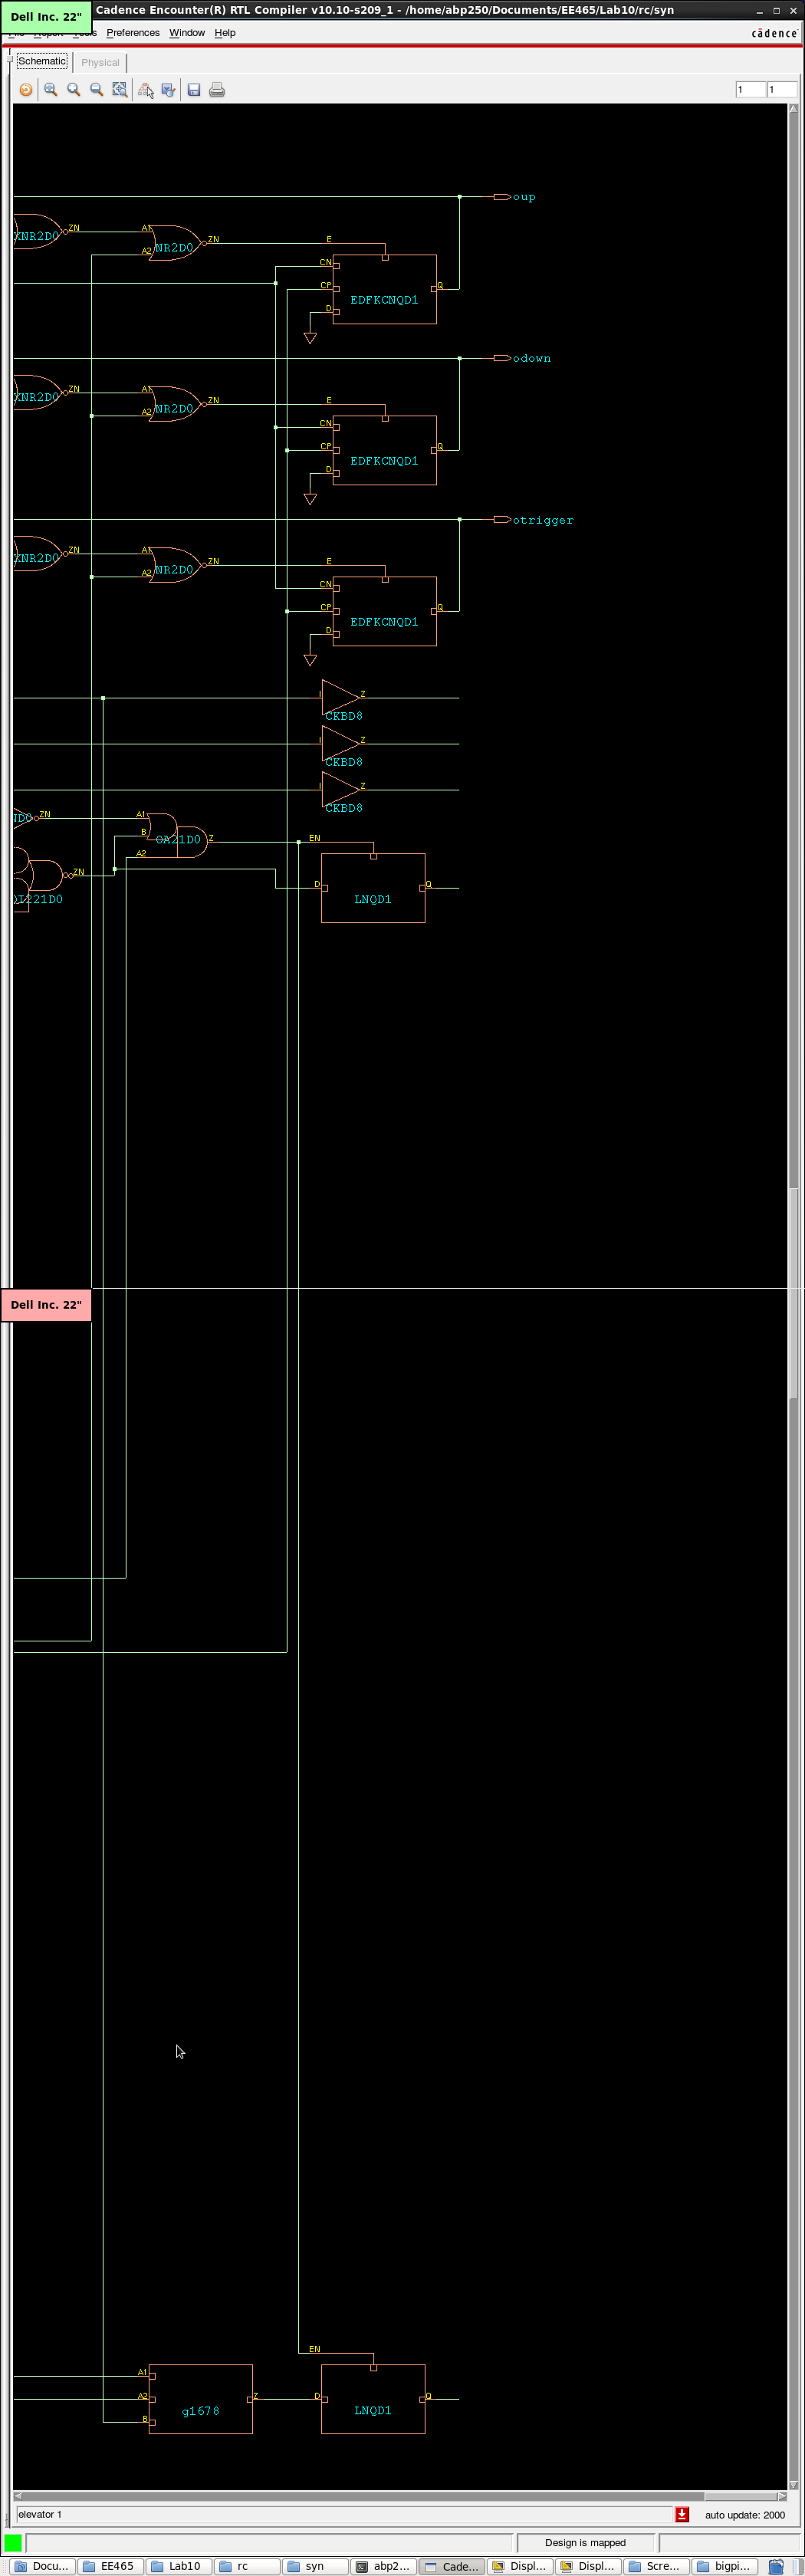 Dell Inc. 22"
Cadence Encounter(R) RTL Compiler v10.10-s209_1 - /home/abp250/Documents/EE465/Lab10/rc/syn
Preferences Window Help
cādence
Schematic Physical
1 1
oup
XNR2D0 ZN A1 A2 NR2D0 ZN E
CN
CP EDFKCNQD1 Q
D
odown
XNR2D0 ZN A1 A2 NR2D0 ZN E
CN
CP EDFKCNQD1 Q
D
otrigger
XNR2D0 ZN A1 A2 NR2D0 ZN E
CN
CP EDFKCNQD1 Q
D
I Z
CKBD8
I Z
CKBD8
I Z
CKBD8
ZN A1
B OA21D0 Z EN
A2
ZN D Q
LNQD1
Dell Inc. 22"
EN
A1
A2 Z D Q
g1678 LNQD1
B
elevator 1 auto update: 2000
Design is mapped
Docu... EE465 Lab10 rc syn abp2... Cade... Displ... Displ... Scre... bigpi...